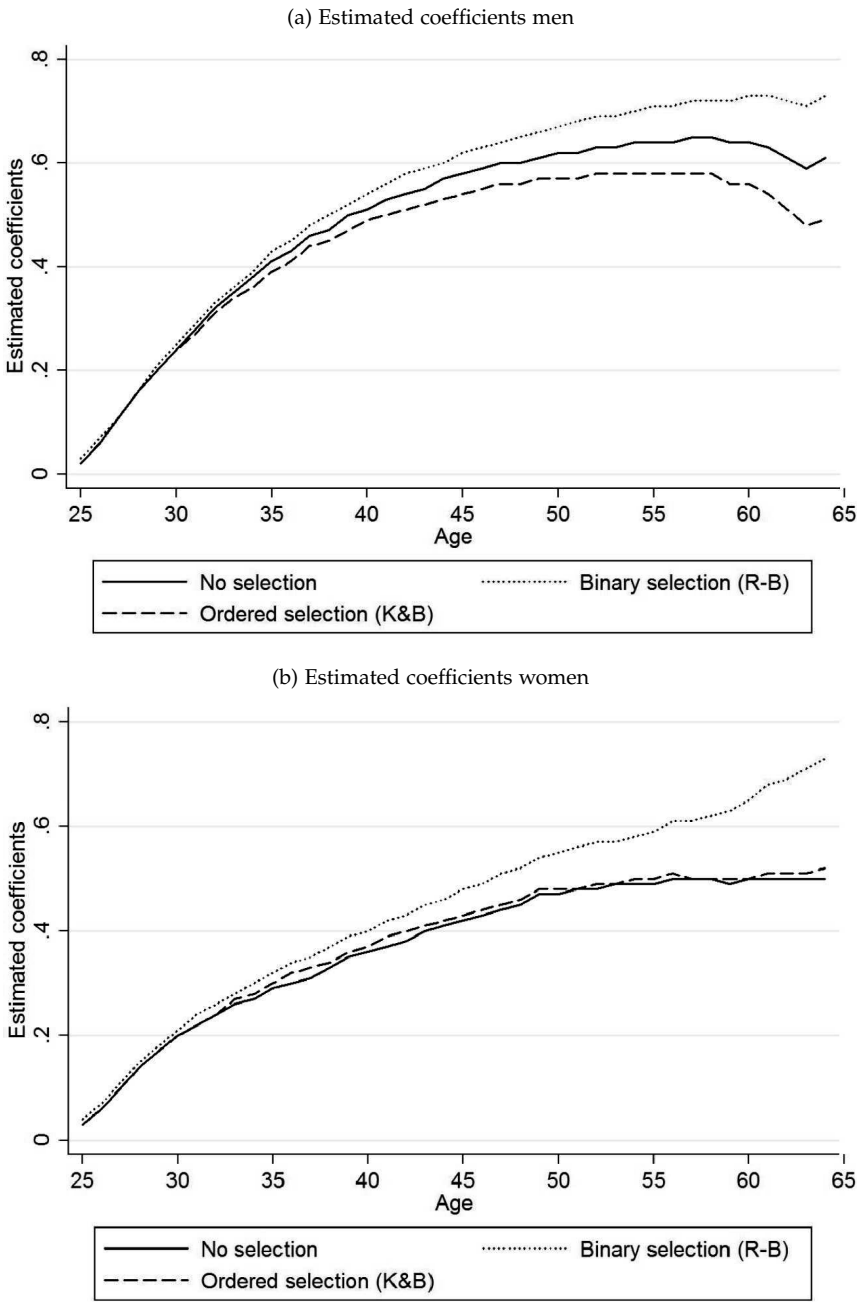 (a) Estimated coefficients men
.8
.6
.4
.2
0
Estimated coefficients
25 30 35 40 45 50 55 60 65
Age
No selection Binary selection (R-B)
Ordered selection (K&B)
(b) Estimated coefficients women
.8
.6
.4
.2
0
Estimated coefficients
25 30 35 40 45 50 55 60 65
Age
No selection Binary selection (R-B)
Ordered selection (K&B)